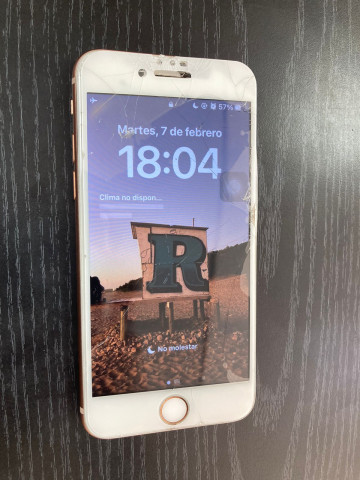 57%
Martes, 7 de febrero
18:04
Clima no dispon...
R
No molestar